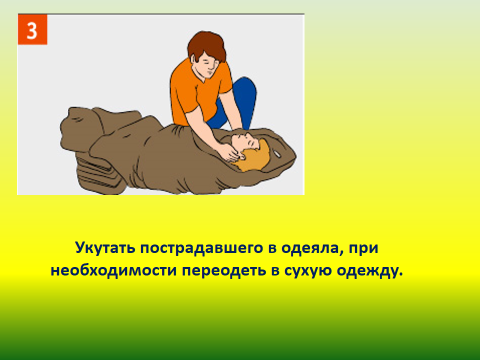 3
Укутать пострадавшего в одеяла, при
необходимости переодеть в сухую одежду.